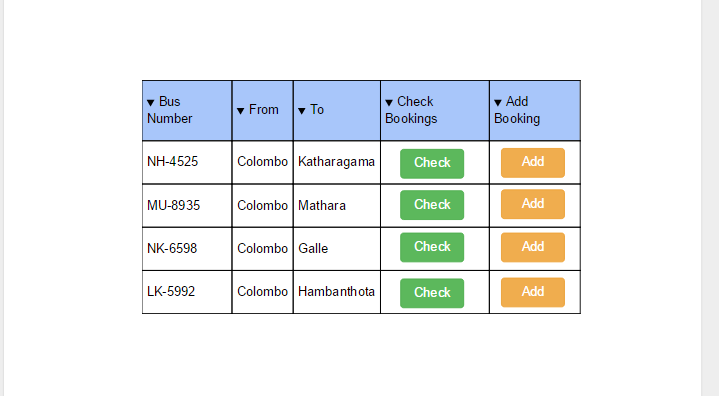 ▼ Bus Number ▼ From ▼ To ▼ Check Bookings ▼ Add Booking
NH-4525 Colombo Katharagama Check Add
MU-8935 Colombo Mathara Check Add
NK-6598 Colombo Galle Check Add
LK-5992 Colombo Hambanthota Check Add